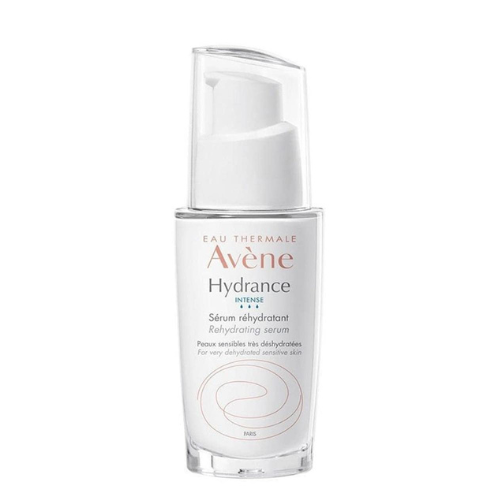 EAU THERMALE
Avène
Hydrance
INTENSE
Sérum réhydratant
Rehydrating serum
Peaux sensibles très déshydratées
For very dehydrated sensitive skin
PARIS